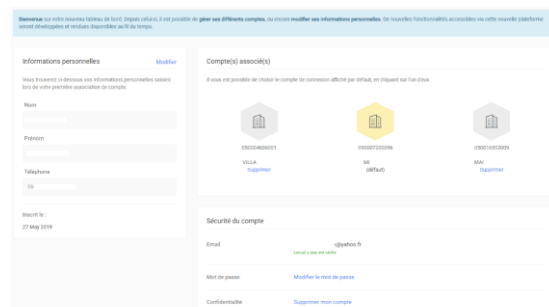 Bienvenue sur votre nouveau tableau de bord. Depuis celui-ci, il est possible de gérer ses différents comptes, ou encore modifier ses informations personnelles. De nouvelles fonctionnalités accessibles via cette nouvelle plateforme
seront développées et rendues disponibles au fil du temps.
Informations personnelles Modifier
Vous trouverez ci-dessous vos informations personnelles saisies
lors de votre première association de compte.
Nom
Prénom
Téléphone
Inscrit le :
27 May 2019
Compte(s) associé(s)
Il vous est possible de choisir le compte de connexion affiché par défaut, en cliquant sur l'un d'eux.
VILLA
Supprimer
(défaut)
MAI
Supprimer
Sécurité du compte
Email @yahoo.fr
Mot de passe Modifier le mot de passe
Confidentialité Supprimer mon compte